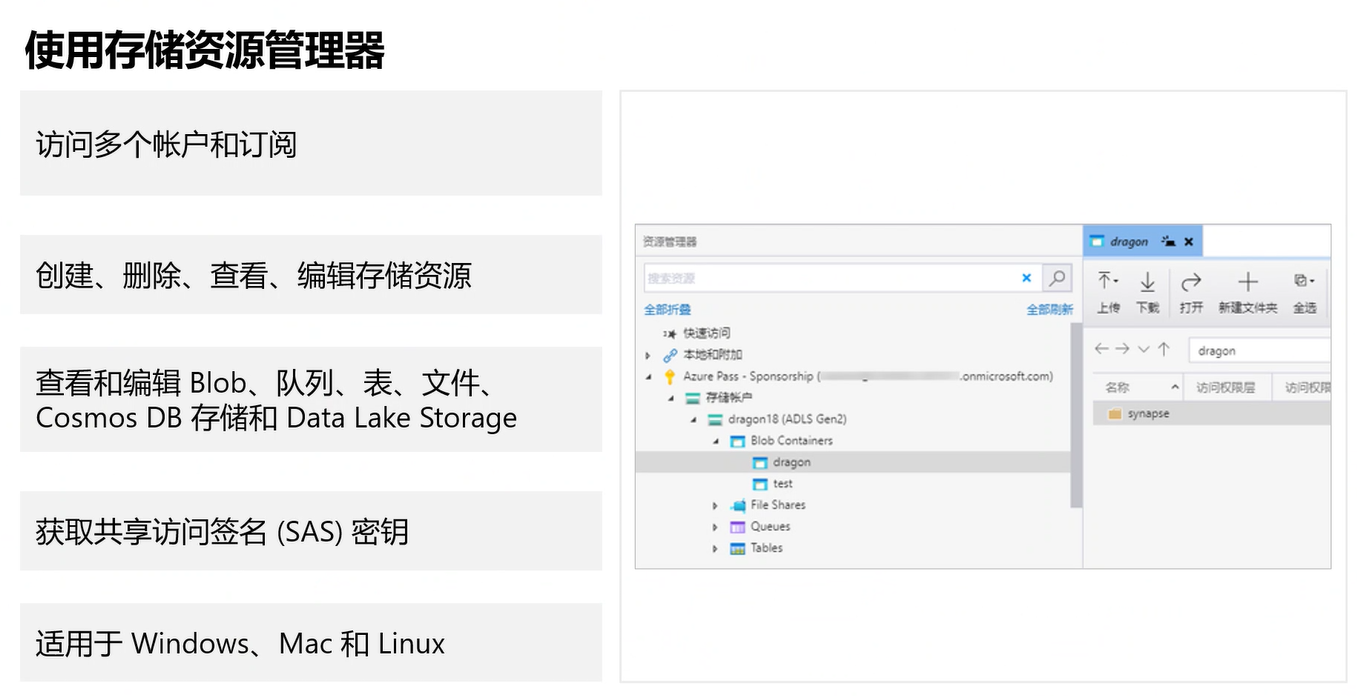 使用存储资源管理器
访问多个帐户和订阅
创建、删除、查看、编辑存储资源
查看和编辑 Blob、队列、表、文件、
Cosmos DB 存储和 Data Lake Storage
获取共享访问签名 (SAS) 密钥
适用于 Windows、Mac 和 Linux
资源管理器
搜索资源
全部折叠 全部刷新
快速访问
本地和附加
Azure Pass - Sponsorship ( .onmicrosoft.com)
存储帐户
dragon18 (ADLS Gen2)
Blob Containers
dragon
test
File Shares
Queues
Tables
dragon
上传 下载 打开 新建文件夹 全选
dragon
名称 访问权限层 访问权限
synapse